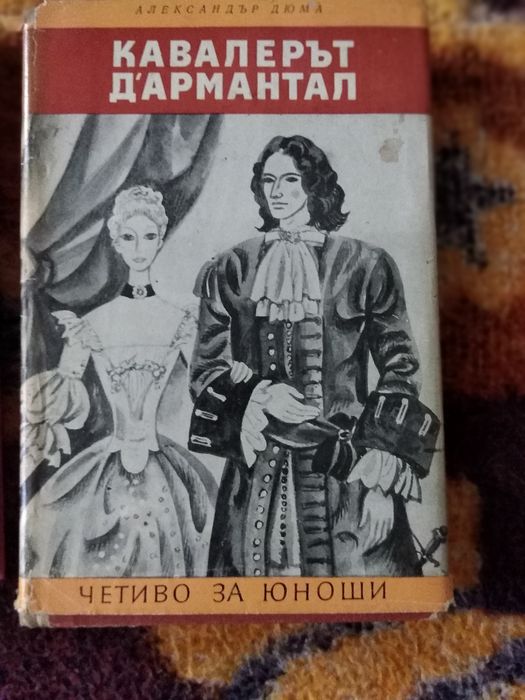 АЛЕКСАНДЪР ДЮМА
КАВАЛЕРЪТ
Д'АРМАНТАЛ
ЧЕТИВО ЗА ЮНОШИ